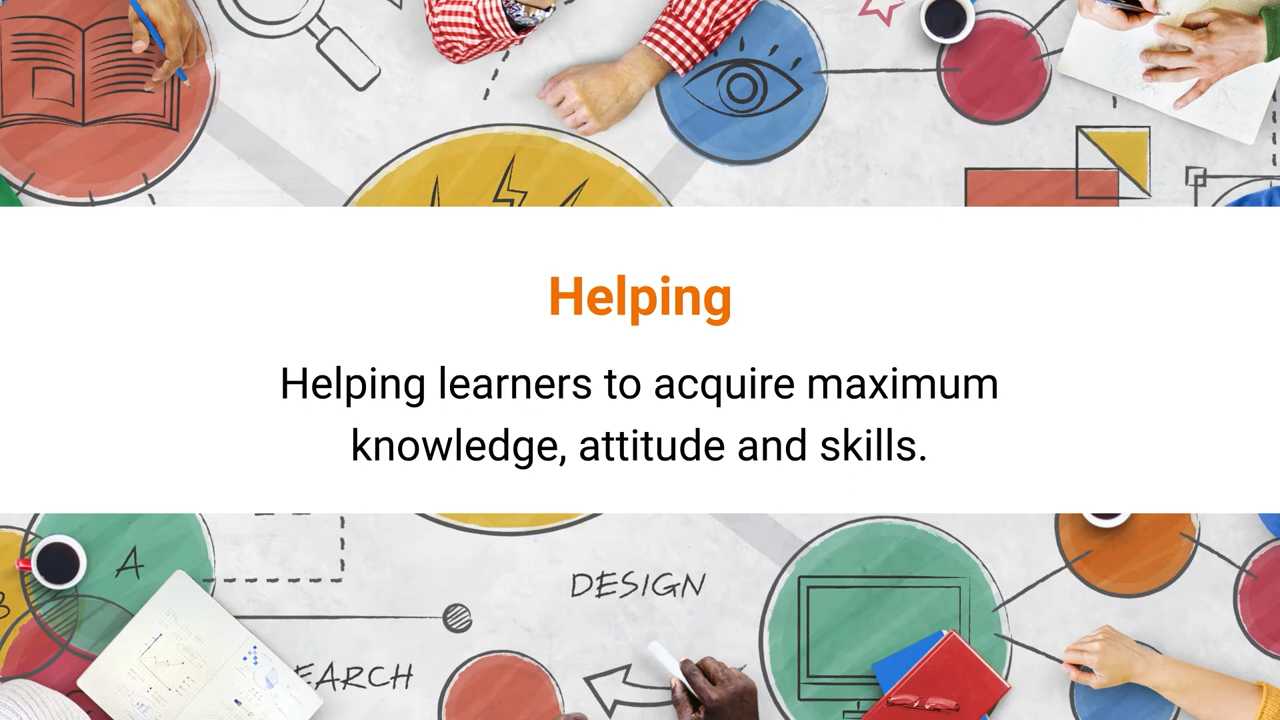 Helping
Helping learners to acquire maximum
knowledge, attitude and skills.
A
B
DESIGN
EARCH